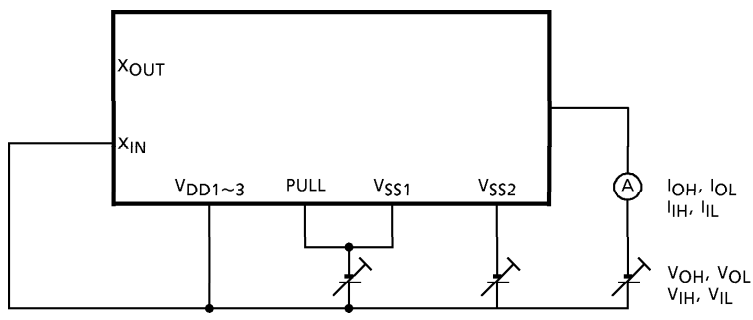 XOUT
XIN
VDD1~3 PULL VSS1 VSS2
A
IOH, IOL
IIH, IIL
VOH, VOL
VIH, VIL